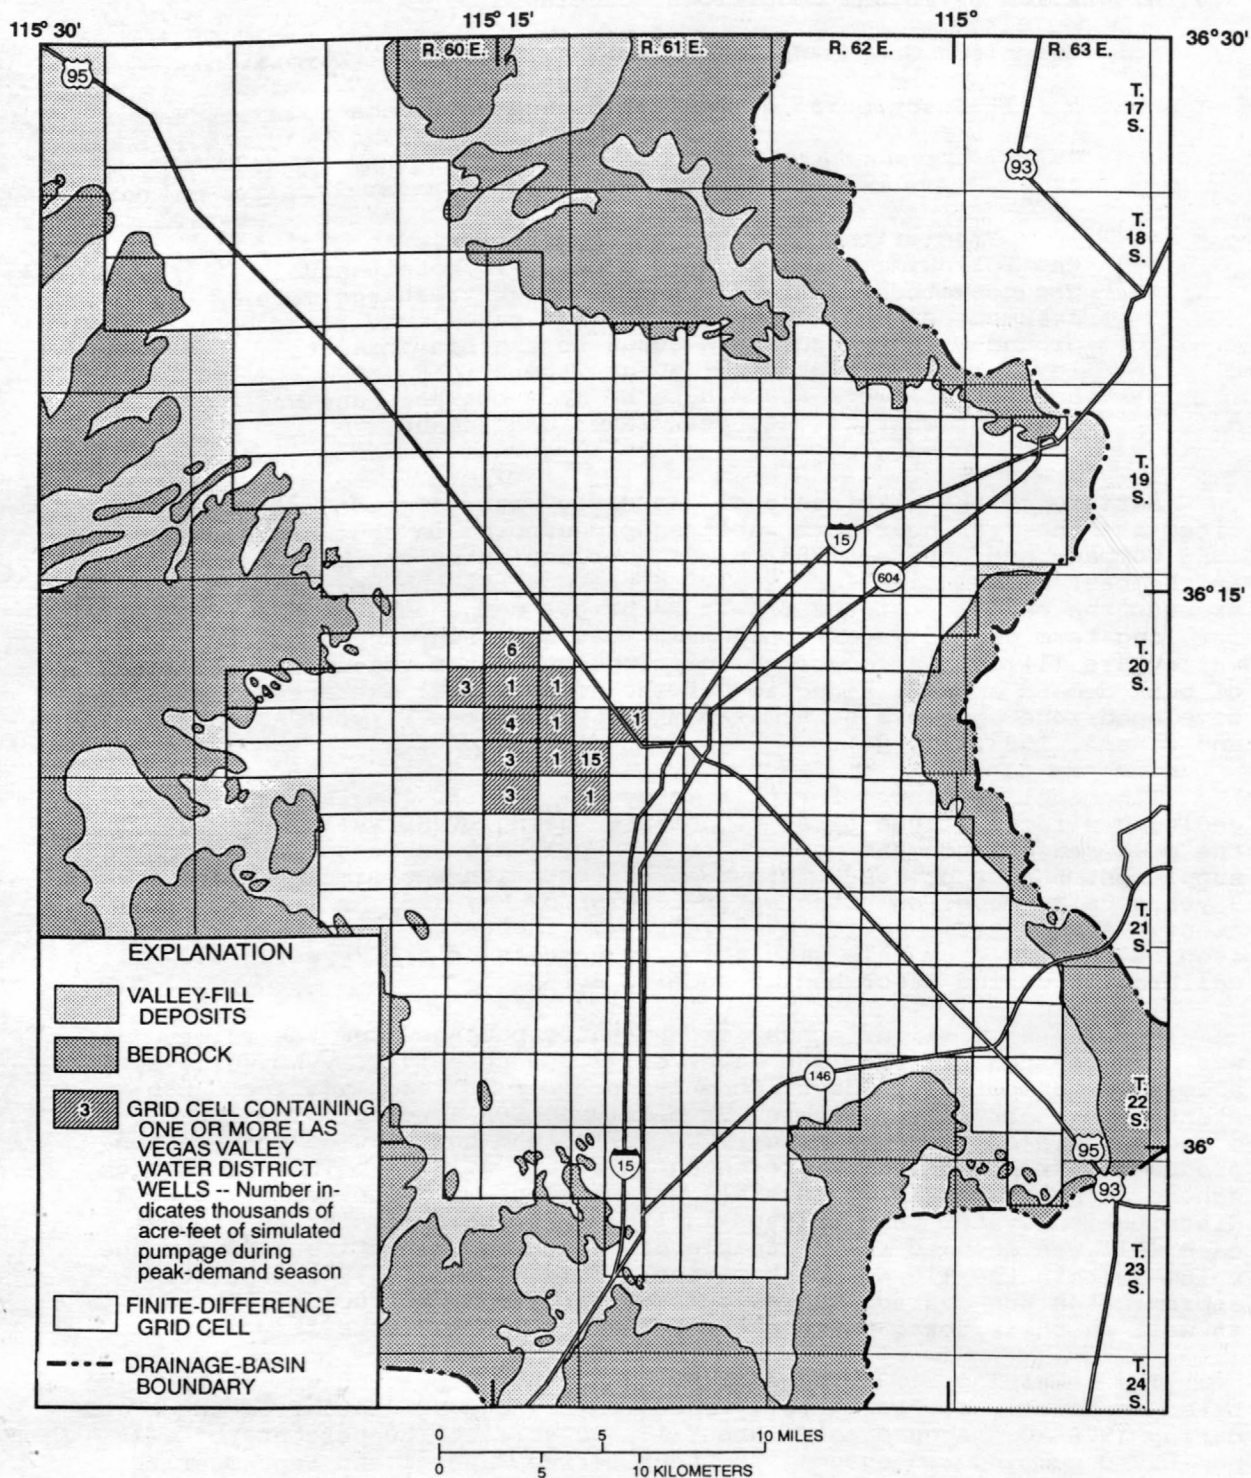 115° 30'
115° 15'
115°
36° 30'
R. 60 E.
R. 61 E.
R. 62 E.
R. 63 E.
95
T.
17
S.
93
T.
18
S.
T.
19
S.
15
604
36° 15'
6
T.
20
S.
3 1 1
4 1 1
3 1 15
3 1
T.
21
S.
EXPLANATION
VALLEY-FILL
DEPOSITS
BEDROCK
3
GRID CELL CONTAINING
ONE OR MORE LAS
VEGAS VALLEY
WATER DISTRICT
WELLS -- Number in-
dicates thousands of
acre-feet of simulated
pumpage during
peak-demand season
FINITE-DIFFERENCE
GRID CELL
DRAINAGE-BASIN
BOUNDARY
146
T.
22
S.
36°
95
15
93
T.
23
S.
T.
24
S.
0 5 10 MILES
0 5 10 KILOMETERS